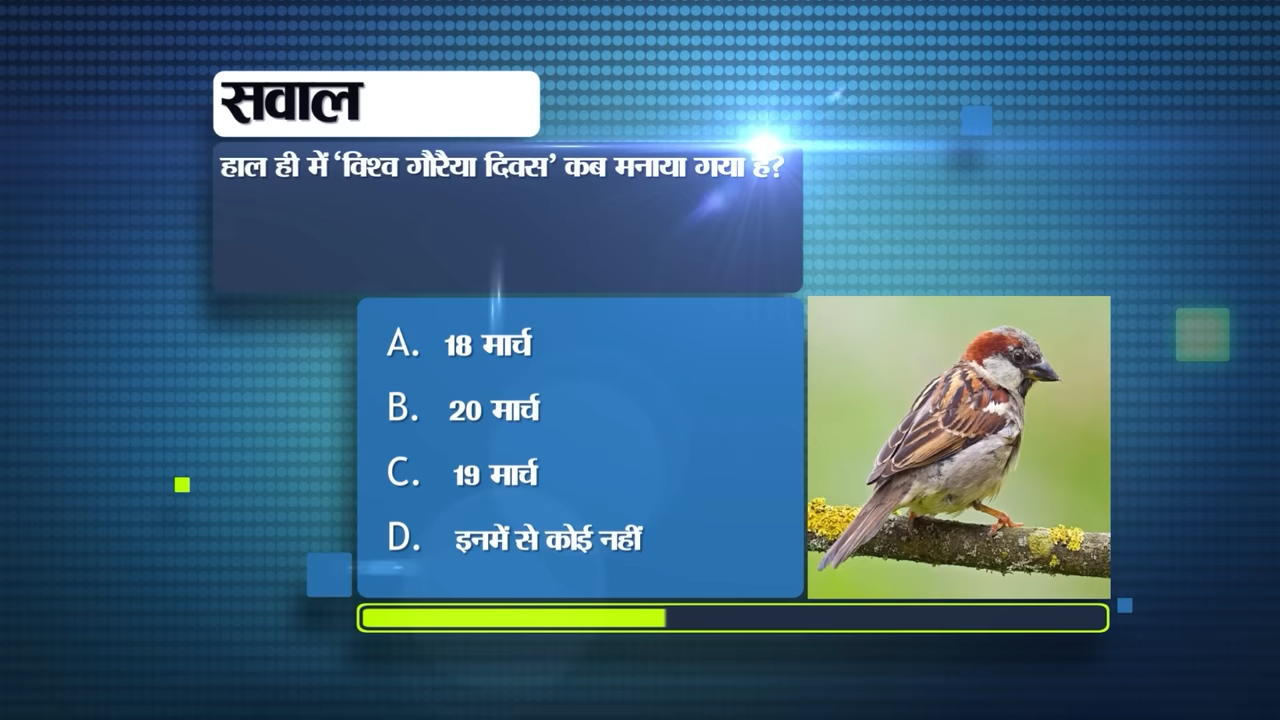 सवाल
हाल ही में ‘विश्व गौरैया दिवस’ कब मनाया गया है?
A. 18 मार्च
B. 20 मार्च
C. 19 मार्च
D. इनमें से कोई नहीं